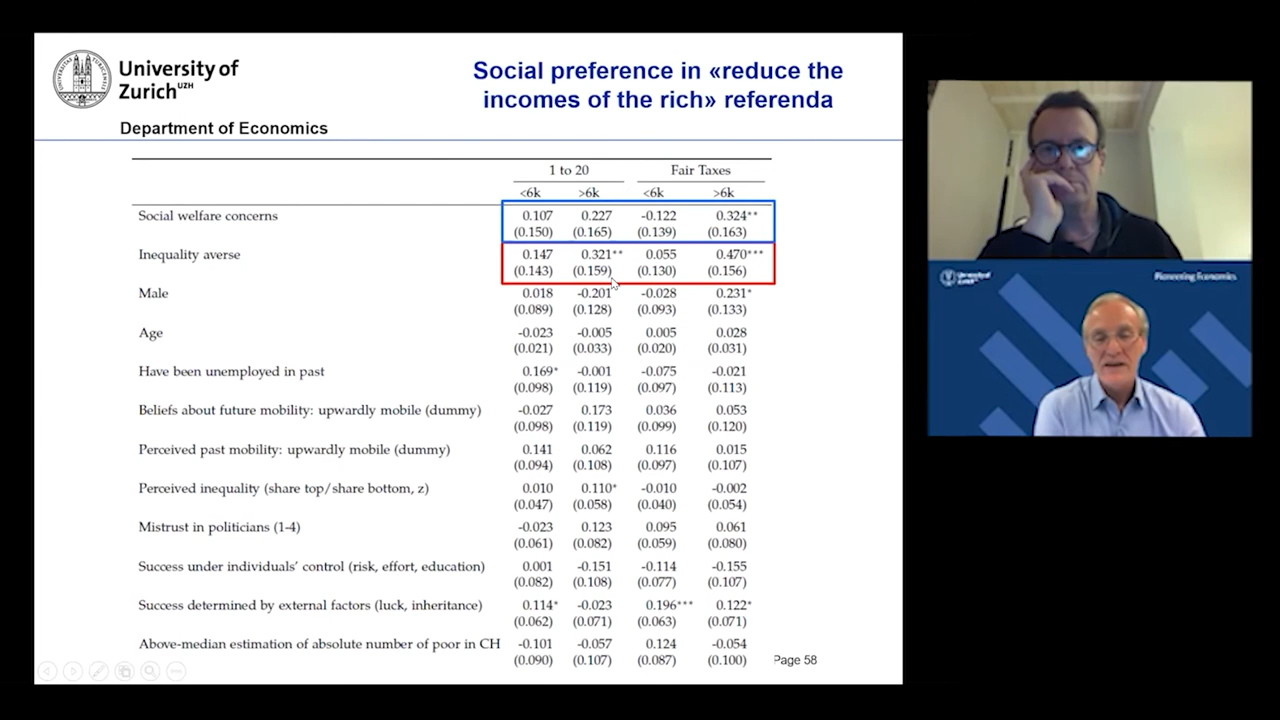 University of
Zurich UZH
Department of Economics
Social preference in «reduce the
incomes of the rich» referenda
1 to 20 Fair Taxes
<6k >6k <6k >6k
Social welfare concerns 0.107 0.227 -0.122 0.324**
(0.150) (0.165) (0.139) (0.163)
Inequality averse 0.147 0.321** 0.055 0.470***
(0.143) (0.159) (0.130) (0.156)
Male 0.018 -0.201 -0.028 0.231*
(0.089) (0.128) (0.093) (0.133)
Age -0.023 -0.005 0.005 0.028
(0.021) (0.033) (0.020) (0.031)
Have been unemployed in past 0.169* -0.001 -0.075 -0.021
(0.098) (0.119) (0.097) (0.113)
Beliefs about future mobility: upwardly mobile (dummy) -0.027 0.173 0.036 0.053
(0.098) (0.119) (0.099) (0.120)
Perceived past mobility: upwardly mobile (dummy) 0.141 0.062 0.116 0.015
(0.094) (0.108) (0.097) (0.107)
Perceived inequality (share top/share bottom, z) 0.010 0.110* -0.010 -0.002
(0.047) (0.058) (0.040) (0.054)
Mistrust in politicians (1-4) -0.023 0.123 0.095 0.061
(0.061) (0.082) (0.059) (0.080)
Success under individuals' control (risk, effort, education) 0.001 -0.151 -0.114 -0.155
(0.082) (0.108) (0.077) (0.107)
Success determined by external factors (luck, inheritance) 0.114* -0.023 0.196*** 0.122*
(0.062) (0.071) (0.063) (0.071)
Above-median estimation of absolute number of poor in CH -0.101 -0.057 0.124 -0.054
(0.090) (0.107) (0.087) (0.100)
Page 58
University of
Zurich
Pioneering Economics